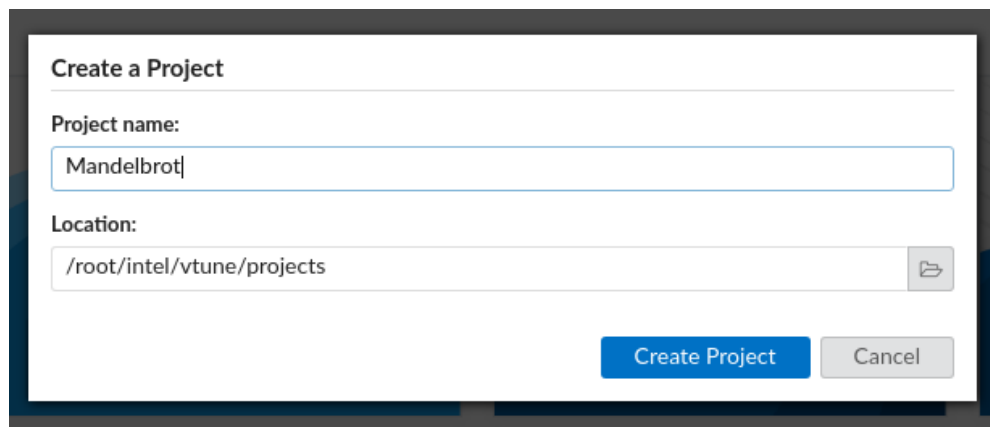 Create a Project
Project name:
Mandelbrot
Location:
/root/intel/vtune/projects
Create Project Cancel